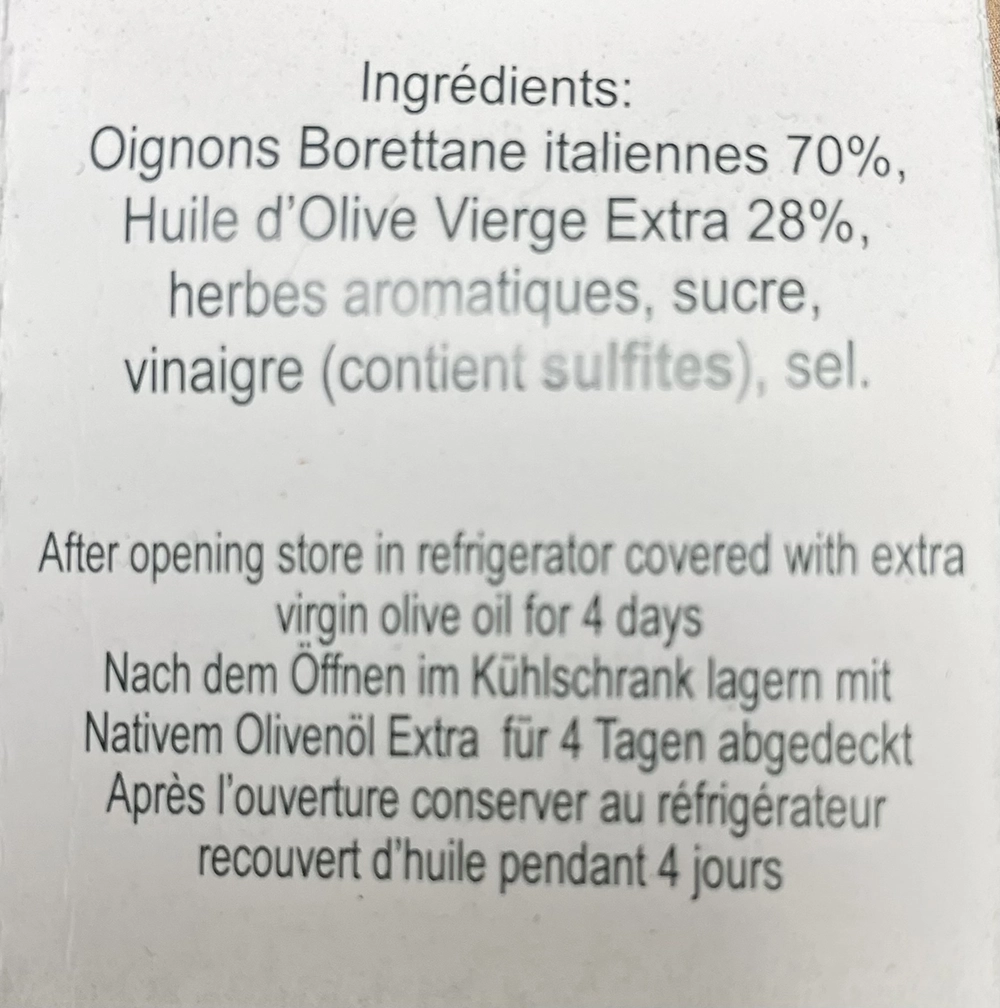 Ingrédients:
Oignons Borettane italiennes 70%,
Huile d'Olive Vierge Extra 28%,
herbes aromatiques, sucre,
vinaigre (contient sulfites), sel.
After opening store in refrigerator covered with extra
virgin olive oil for 4 days
Nach dem Öffnen im Kühlschrank lagern mit
Nativem Olivenöl Extra für 4 Tagen abgedeckt
Après l'ouverture conserver au réfrigérateur
recouvert d'huile pendant 4 jours